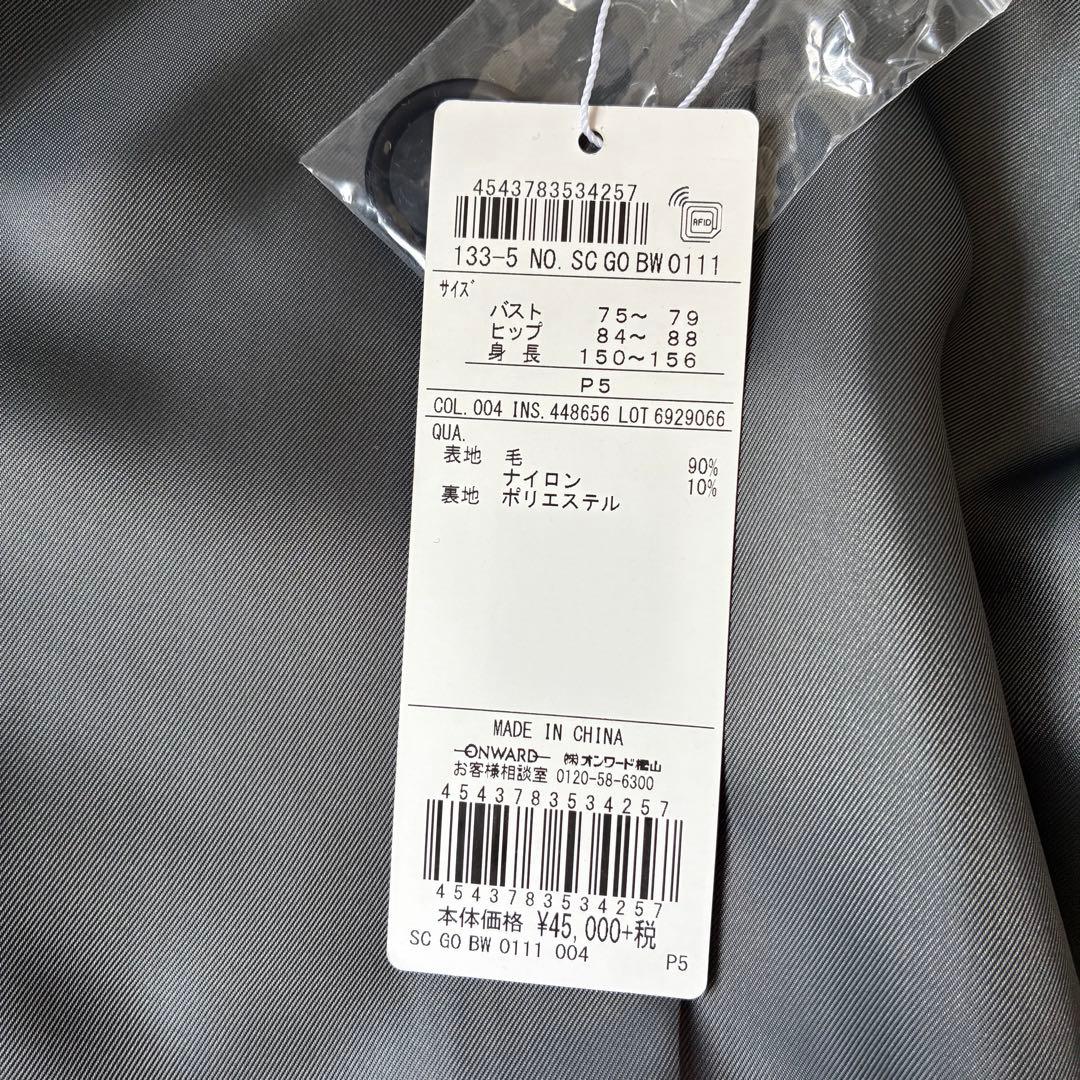 4543783534257
RFID
133-5 NO. SC GO BW 0111
サイズ
バスト 75～ 79
ヒップ 84～ 88
身長 150～156
P5
COL. 004 INS. 448656 LOT 6929066
QUA.
表地 毛 90%
ナイロン 10%
裏地 ポリエステル
MADE IN CHINA
ONWARD ㈱オンワード樫山
お客様相談室 0120-58-6300
4543783534257
4543783534257
本体価格 ¥45,000+税
SC GO BW 0111 004 P5